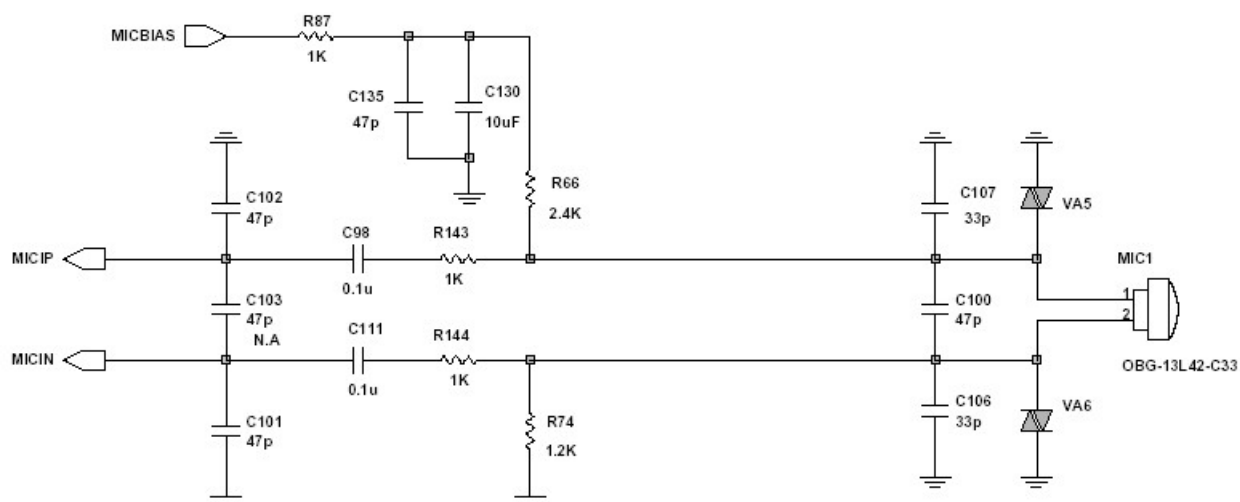 R87
MICBIAS
1K
C135
47p
C130
10uF
C102
47p
R66
2.4K
C107
33p
VA5
C98
R143
MICIP
0.1u
1K
MIC1
C103
47p
N.A
C100
47p
1
2
C111
R144
MICIN
0.1u
1K
OBG-13L42-C33
C101
47p
R74
1.2K
C106
33p
VA6